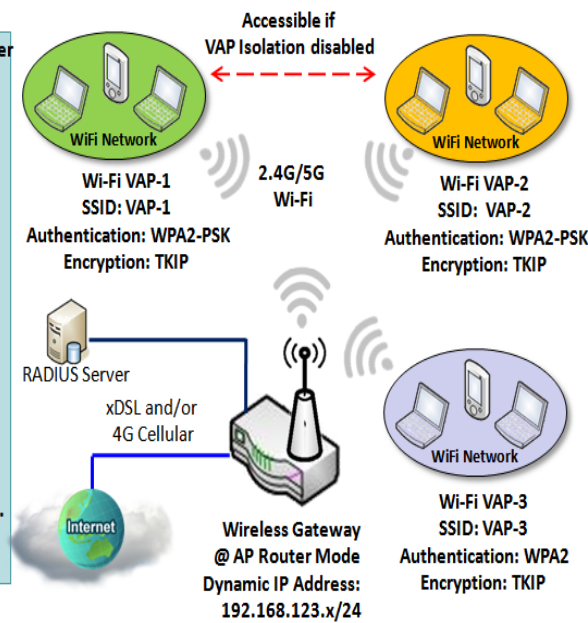 Accessible if
VAP Isolation disabled
er
WiFi Network
WiFi Network
Wi-Fi VAP-1
SSID: VAP-1
Authentication: WPA2-PSK
Encryption: TKIP
2.4G/5G
Wi-Fi
Wi-Fi VAP-2
SSID: VAP-2
Authentication: WPA2-PSK
Encryption: TKIP
RADIUS Server
xDSL and/or
4G Cellular
Internet
.
Wireless Gateway
@ AP Router Mode
Dynamic IP Address:
192.168.123.x/24
WiFi Network
Wi-Fi VAP-3
SSID: VAP-3
Authentication: WPA2
Encryption: TKIP